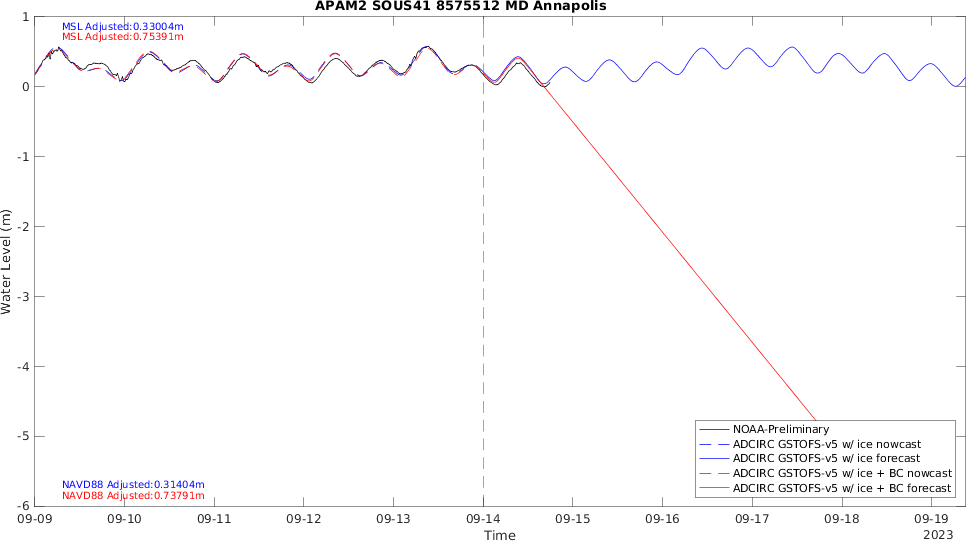 APAM2 SOUS41 8575512 MD Annapolis
MSL Adjusted:0.33004m
MSL Adjusted:0.75391m
1
0
-1
-2
-3
-4
-5
-6
Water Level (m)
NAVD88 Adjusted:0.31404m
NAVD88 Adjusted:0.73791m
NOAA-Preliminary
ADCIRC GSTOFS-v5 w/ ice nowcast
ADCIRC GSTOFS-v5 w/ ice forecast
ADCIRC GSTOFS-v5 w/ ice + BC nowcast
ADCIRC GSTOFS-v5 w/ ice + BC forecast
09-09 09-10 09-11 09-12 09-13 09-14 09-15 09-16 09-17 09-18 09-19
Time
2023